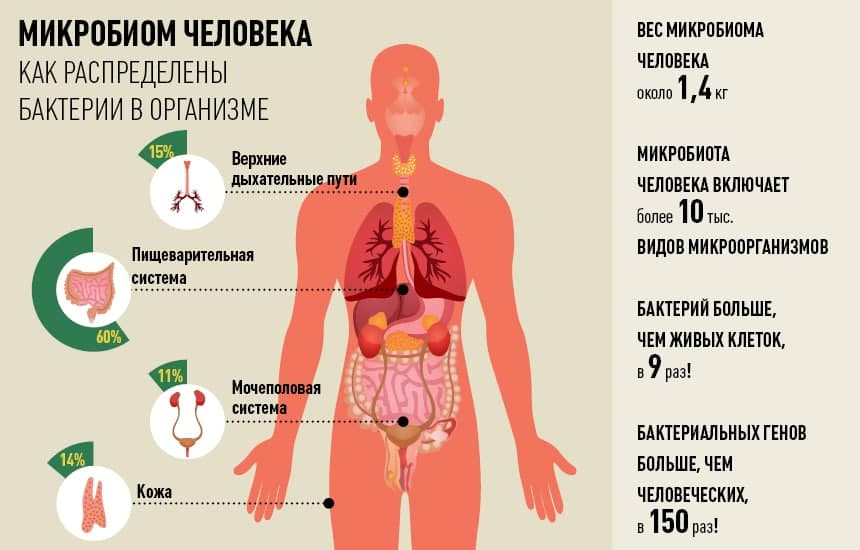 МИКРОБИОМ ЧЕЛОВЕКА
КАК РАСПРЕДЕЛЕНЫ
БАКТЕРИИ В ОРГАНИЗМЕ
15%
Верхние
дыхательные пути
Пищеварительная
система
60%
11%
Мочеполовая
система
14%
Кожа
ВЕС МИКРОБИОМА
ЧЕЛОВЕКА
около 1,4 кг
МИКРОБИОТА
ЧЕЛОВЕКА ВКЛЮЧАЕТ
более 10 тыс.
ВИДОВ МИКРООРГАНИЗМОВ
БАКТЕРИЙ БОЛЬШЕ,
ЧЕМ ЖИВЫХ КЛЕТОК,
в 9 раз!
БАКТЕРИАЛЬНЫХ ГЕНОВ
БОЛЬШЕ, ЧЕМ
ЧЕЛОВЕЧЕСКИХ,
в 150 раз!